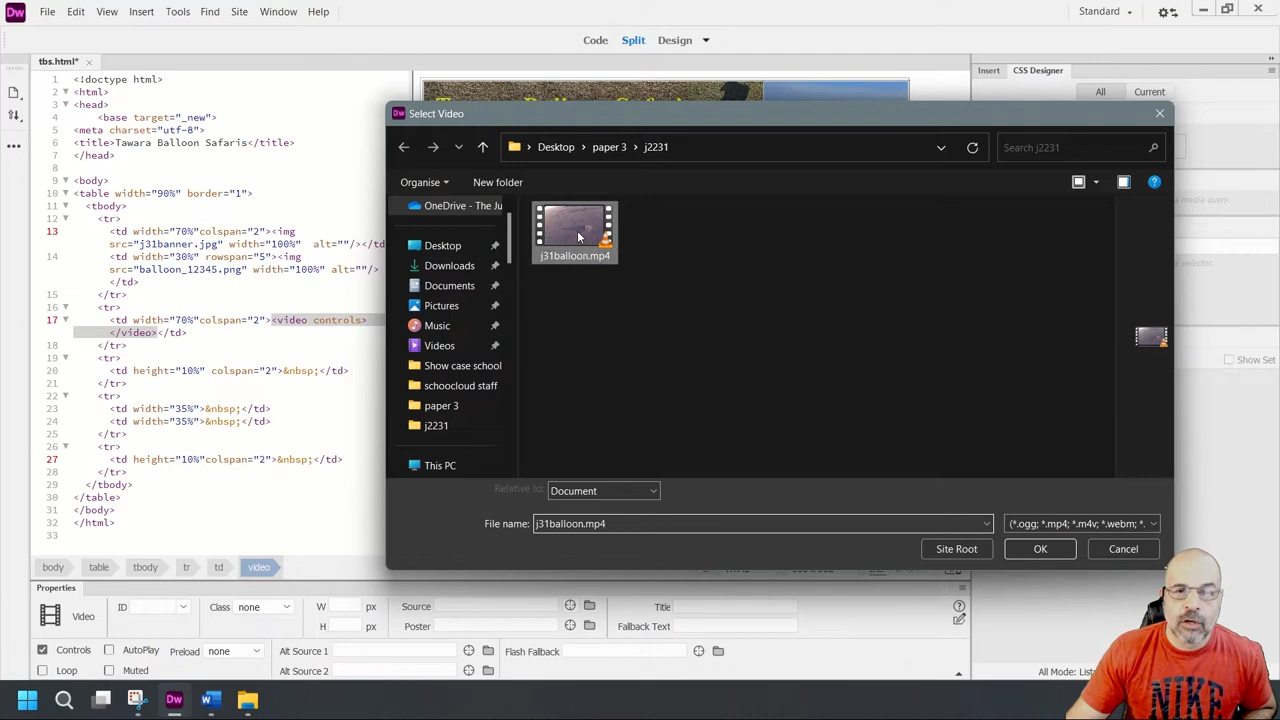 Dw File Edit View Insert Tools Find Site Window Help Standard
Code Split Design
tbs.html*
Insert CSS Designer
All Current
1 <!doctype html>
2 <html>
3 <head>
4 <base target="_new">
5 <meta charset="utf-8">
6 <title>Tawara Balloon Safaris</title>
7 </head>
8
9 <body>
10 <table width="90%" border="1">
11 <tbody>
12 <tr>
13 <td width="70%"colspan="2"><img
src="j31banner.jpg" width="100%" alt=""/></td
14 <td width="30%" rowspan="5"><img
src="balloon_12345.png" width="100%" alt=""/>
</td>
15 </tr>
16 <tr>
17 <td width="70%"colspan="2"><video controls>
</video></td>
18 </tr>
19 <tr>
20 <td height="10%" colspan="2">&nbsp;</td>
21 </tr>
22 <tr>
23 <td width="35%">&nbsp;</td>
24 <td width="35%">&nbsp;</td>
25 </tr>
26 <tr>
27 <td height="10%"colspan="2">&nbsp;</td>
28 </tr>
29 </tbody>
30 </table>
31 </body>
32 </html>
33
Dw Select Video
Desktop paper 3 j2231
Search j2231
Organise New folder
OneDrive - The Ju
Desktop
Downloads
Documents
Pictures
Music
Videos
Show case school
schoocloud staff
paper 3
j2231
This PC
j31balloon.mp4
Relative to: Document
File name: j31balloon.mp4 (*.ogg; *.mp4; *.m4v; *.webm; *.
Site Root OK Cancel
a media query.
selector.
Show Set
body table tbody tr td video
Properties
Video ID Class none W px Source Title
H px Poster Fallback Text
Controls AutoPlay Preload none Alt Source 1 Flash Fallback
Loop Muted Alt Source 2
All Mode: List
Dw
NIKE